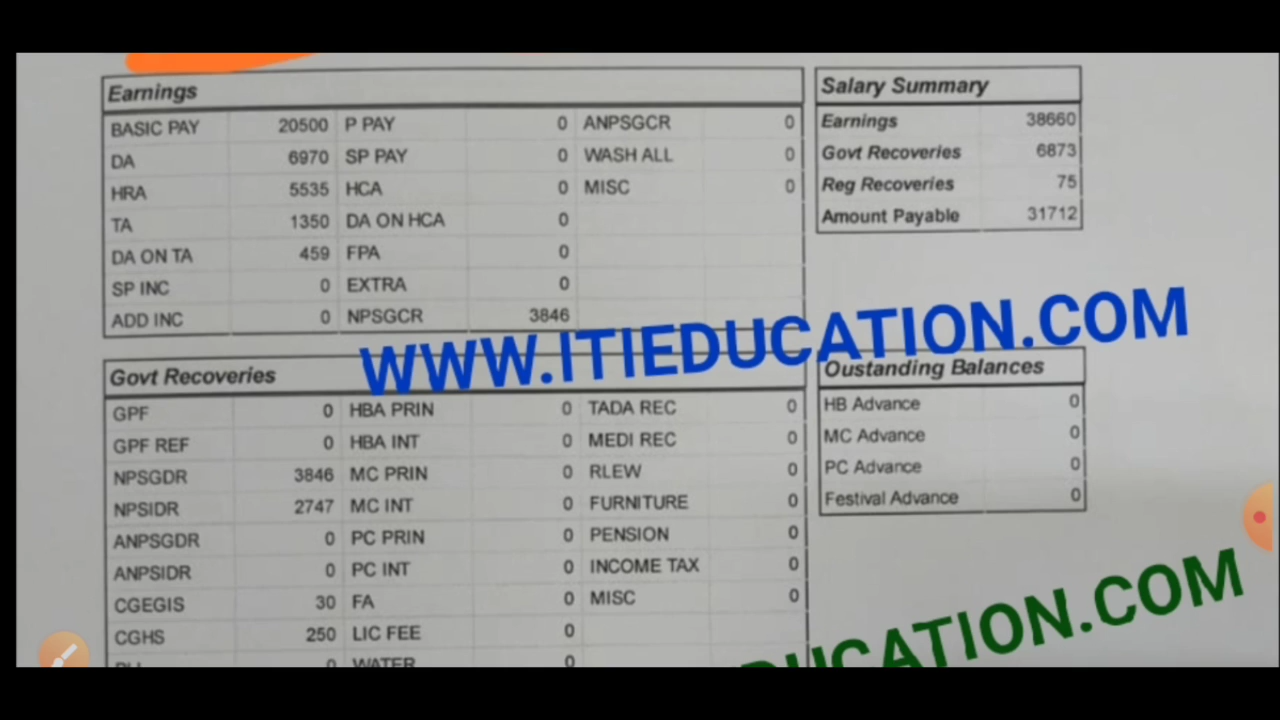 Earnings
BASIC PAY 20500 P PAY 0 ANPSGCR 0
DA 6970 SP PAY 0 WASH ALL 0
HRA 5535 HCA 0 MISC 0
TA 1350 DA ON HCA 0
DA ON TA 459 FPA 0
SP INC 0 EXTRA 0
ADD INC 0 NPSGCR 3846
Salary Summary
Earnings 38660
Govt Recoveries 6873
Reg Recoveries 75
Amount Payable 31712
WWW.ITIEDUCATION.COM
Govt Recoveries
GPF 0 HBA PRIN 0 TADA REC 0
GPF REF 0 HBA INT 0 MEDI REC 0
NPSGDR 3846 MC PRIN 0 RLEW 0
NPSIDR 2747 MC INT 0 FURNITURE 0
ANPSGDR 0 PC PRIN 0 PENSION 0
ANPSIDR 0 PC INT 0 INCOME TAX 0
CGEGIS 30 FA 0 MISC 0
CGHS 250 LIC FEE 0
0 WATER 0
Oustanding Balances
HB Advance 0
MC Advance 0
PC Advance 0
Festival Advance 0
DUCATION.COM